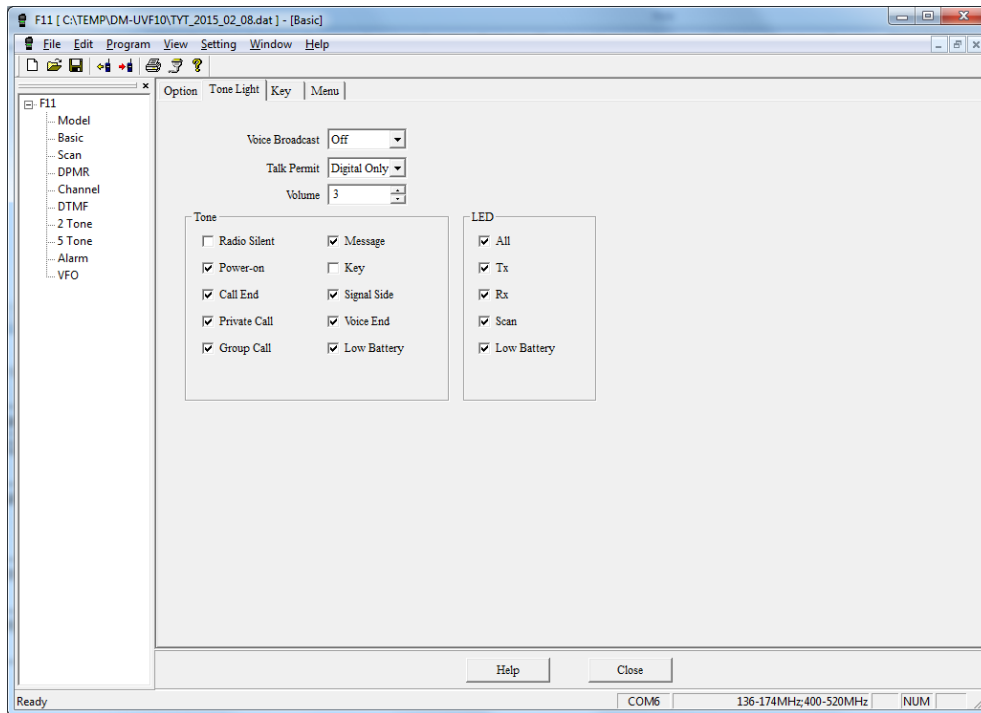 F11 [ C:\TEMP\DM-UVF10\TYT_2015_02_08.dat ] - [Basic]
File Edit Program View Setting Window Help
F11
Model
Basic
Scan
DPMR
Channel
DTMF
2 Tone
5 Tone
Alarm
VFO
Option Tone Light Key Menu
Voice Broadcast Off
Talk Permit Digital Only
Volume 3
Tone
Radio Silent Message
Power-on Key
Call End Signal Side
Private Call Voice End
Group Call Low Battery
LED
All
Tx
Rx
Scan
Low Battery
Help Close
Ready COM6 136-174MHz;400-520MHz NUM